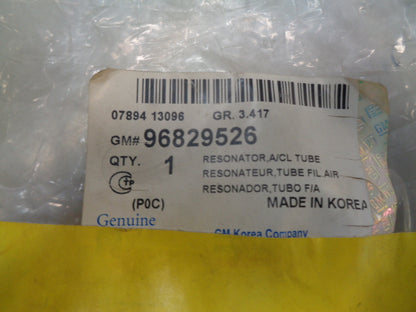 07894 13096 GR. 3.417
GM# 96829526
QTY. 1 RESONATOR,A/CL TUBE
RESONATEUR,TUBE FIL AIR
RESONADOR,TUBO F/A
(P0C) MADE IN KOREA
Genuine
GM Korea Company